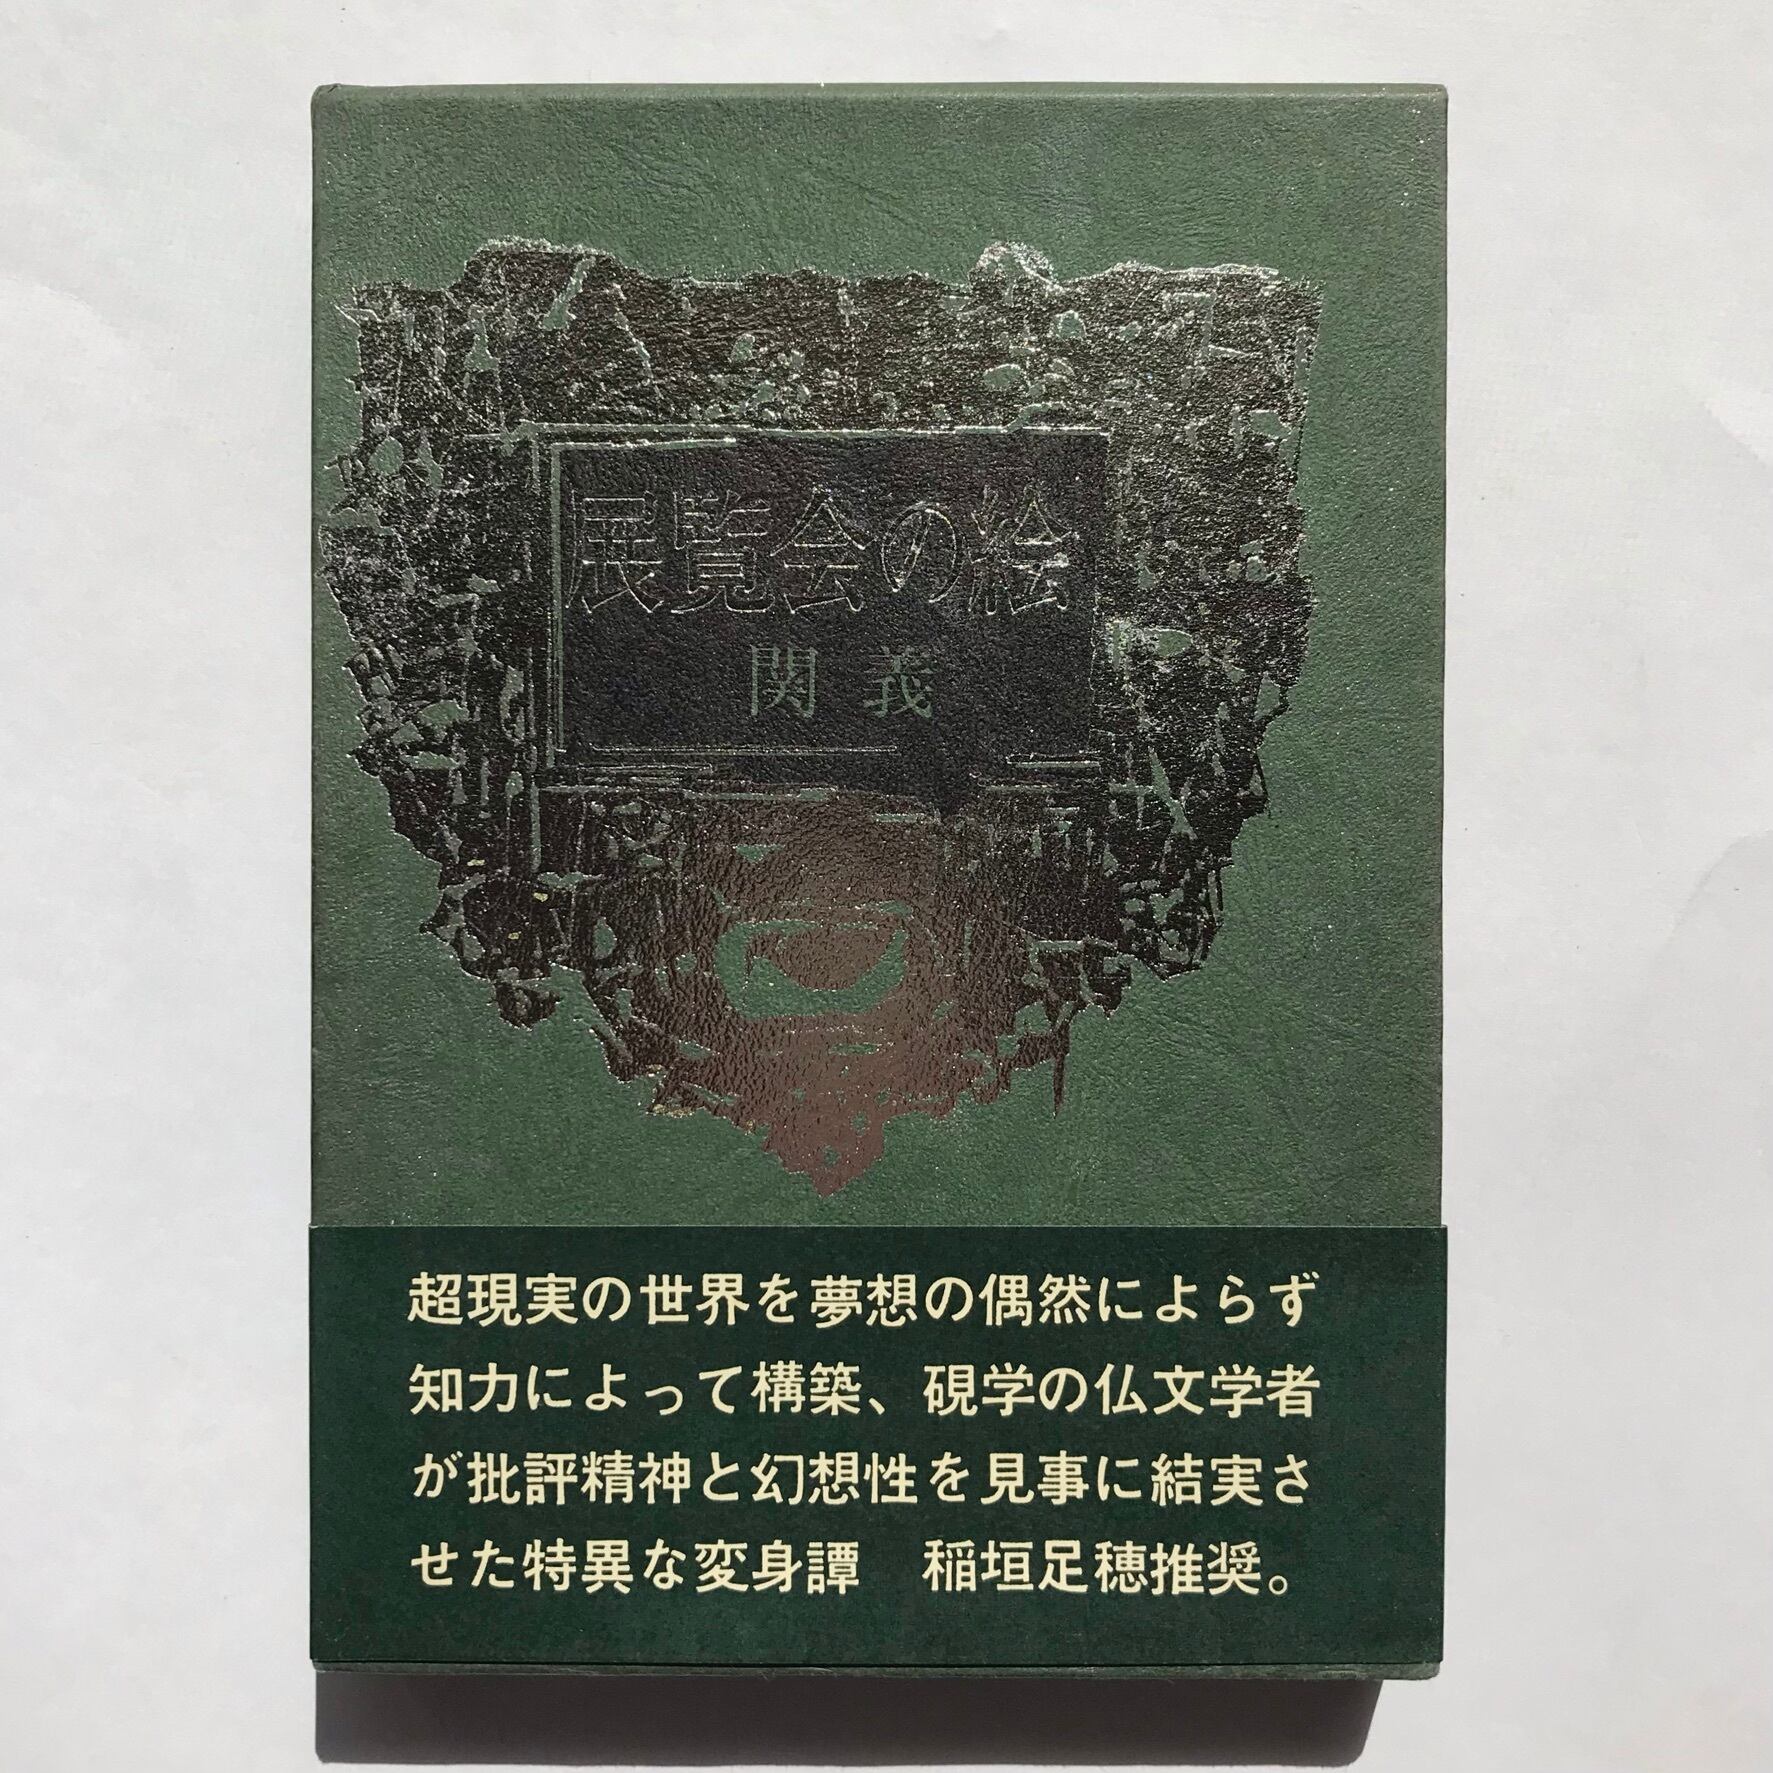 展覧会の絵
関 義
超現実の世界を夢想の偶然によらず
知力によって構築、硯学の仏文学者
が批評精神と幻想性を見事に結実さ
せた特異な変身譚　稲垣足穂推奨。